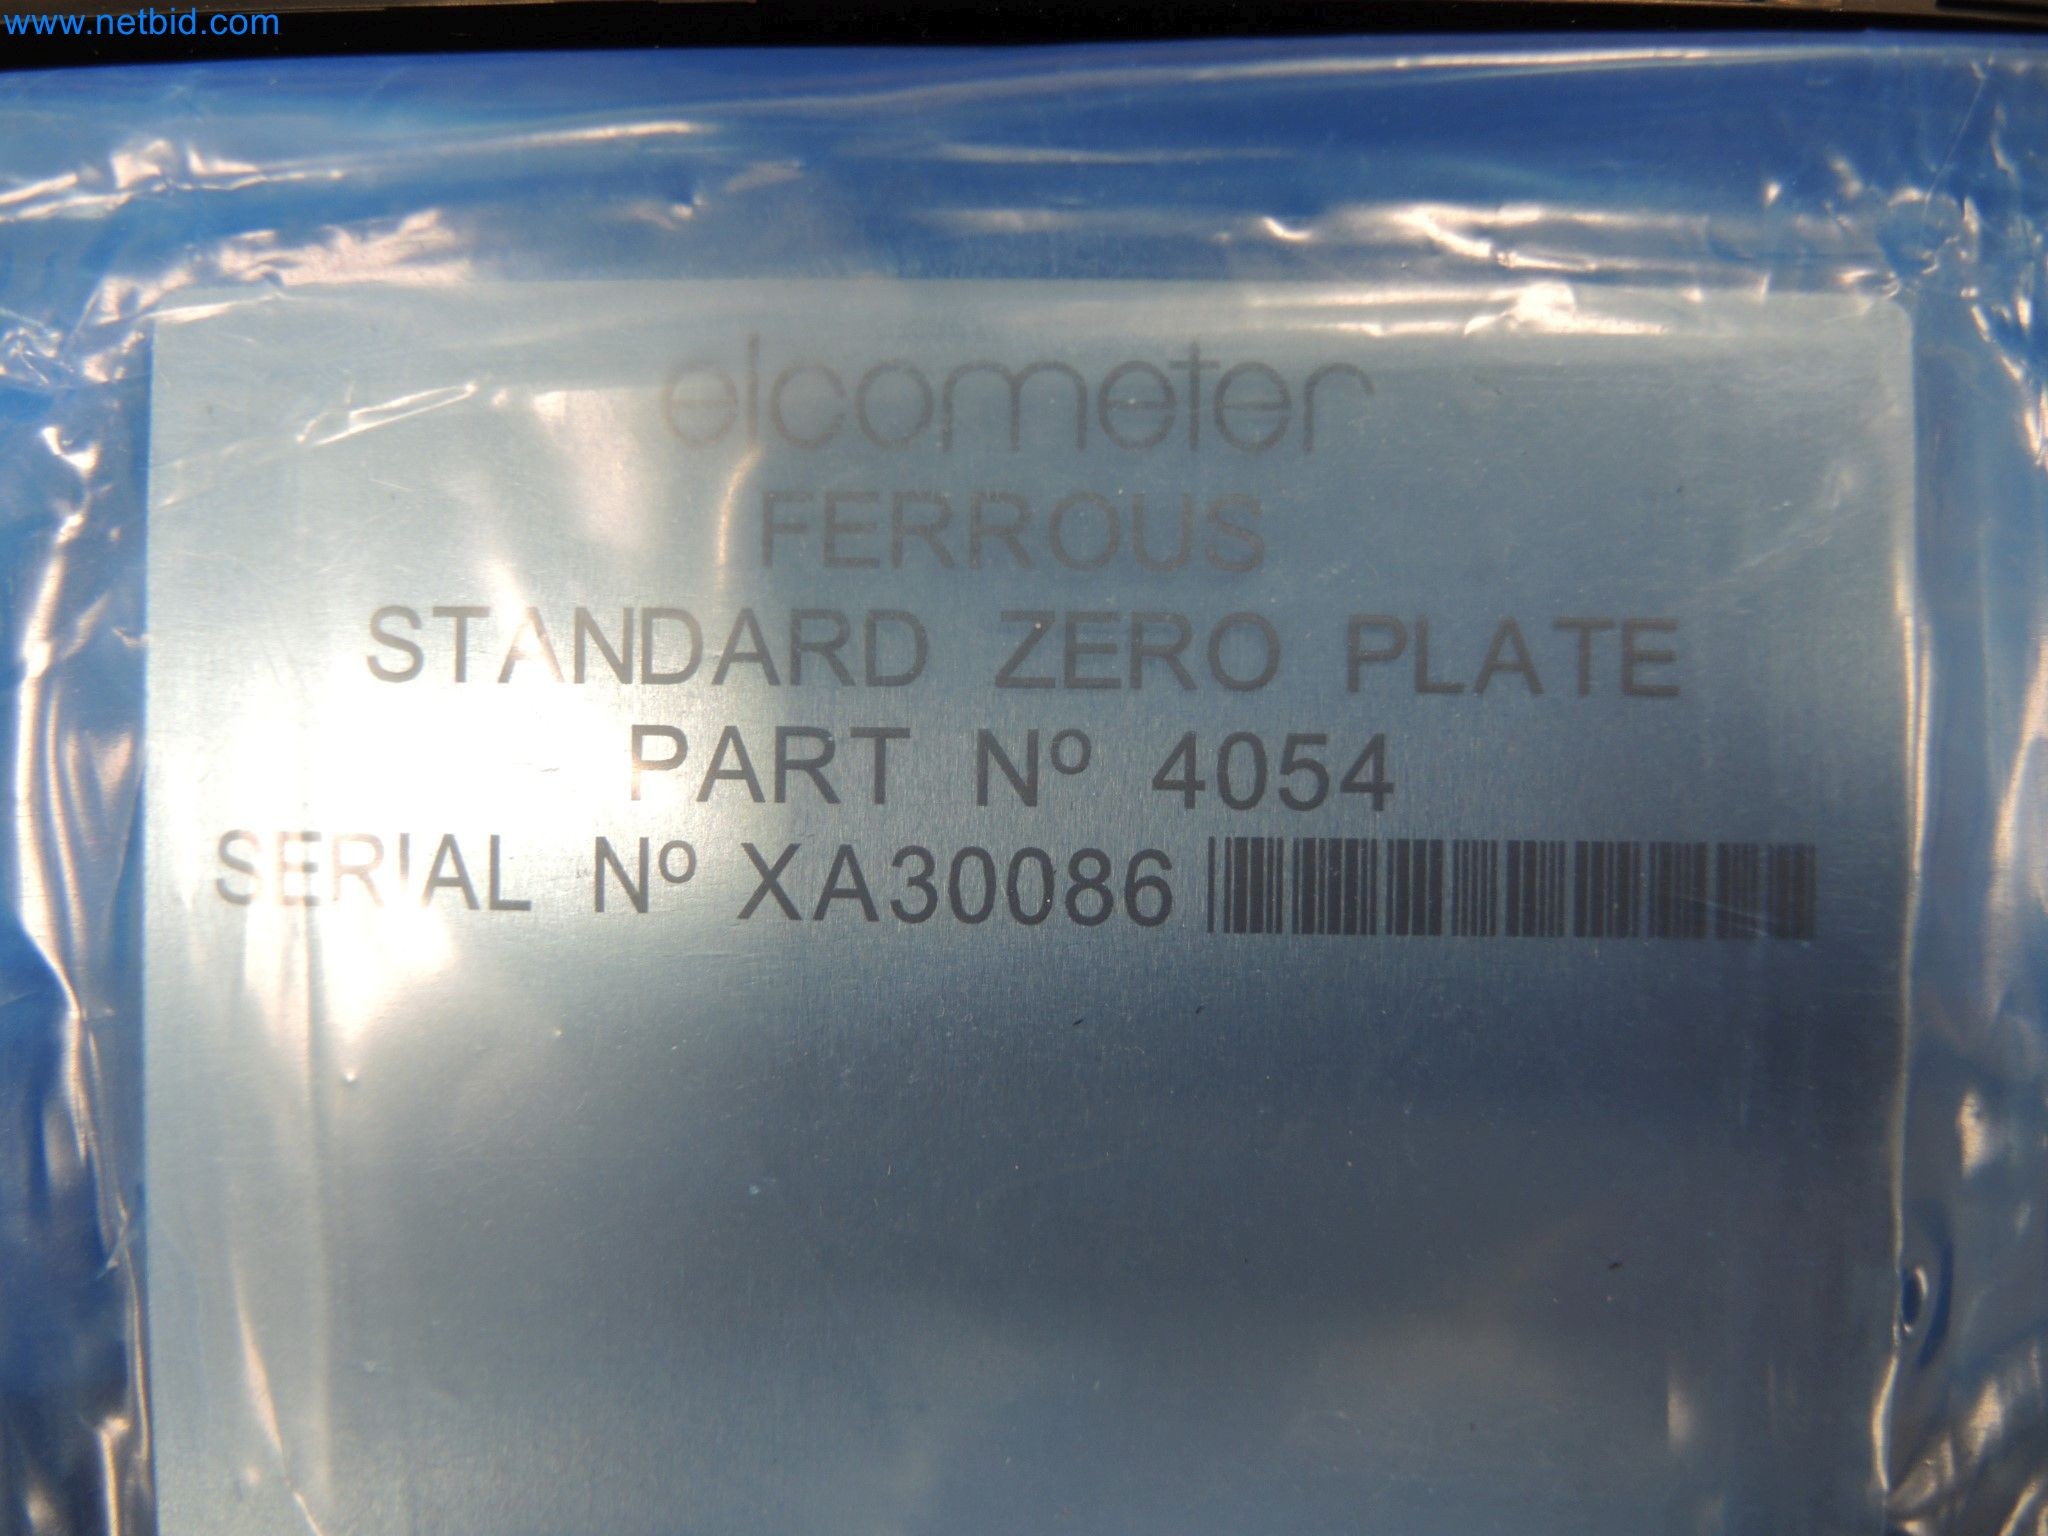 www.netbid.com
elcometer
FERROUS
STANDARD ZERO PLATE
PART Nº 4054
SERIAL Nº XA30086